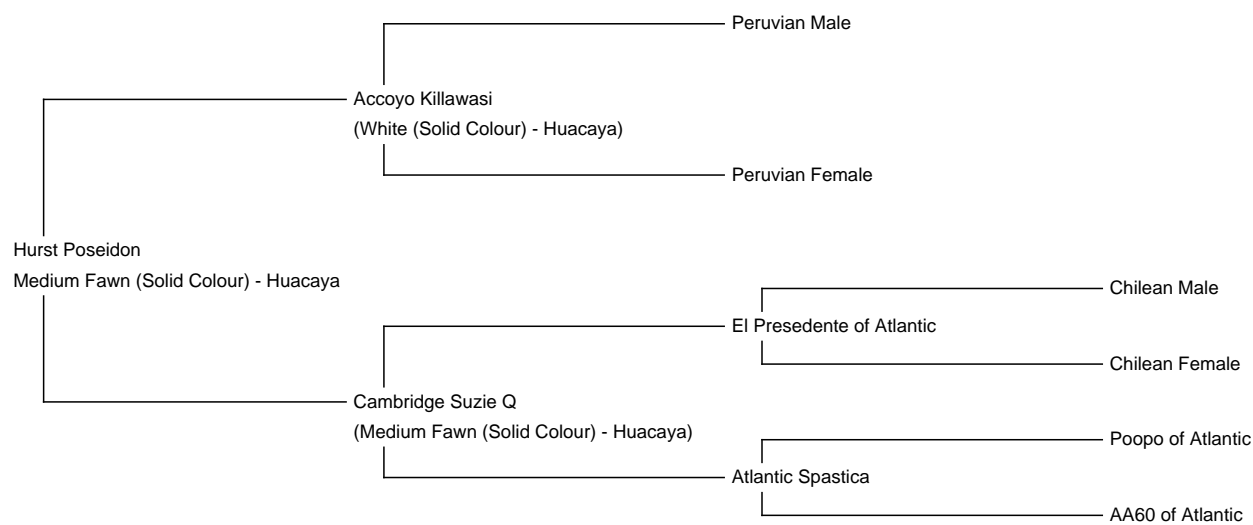 Peruvian Male
Accoyo Killawasi
(White (Solid Colour) - Huacaya)
Peruvian Female
Hurst Poseidon
Medium Fawn (Solid Colour) - Huacaya
Chilean Male
El Presedente of Atlantic
Chilean Female
Cambridge Suzie Q
(Medium Fawn (Solid Colour) - Huacaya)
Poopo of Atlantic
Atlantic Spastica
AA60 of Atlantic